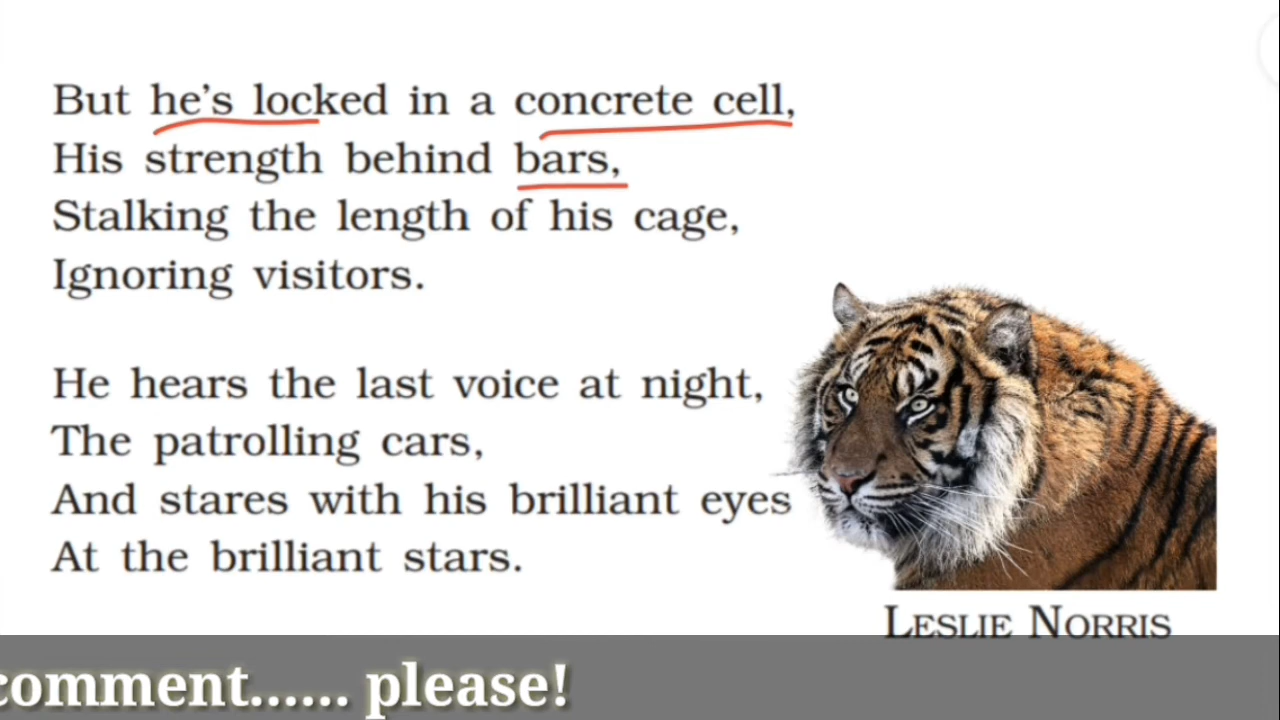 But he's locked in a concrete cell,
His strength behind bars,
Stalking the length of his cage,
Ignoring visitors.
He hears the last voice at night,
The patrolling cars,
And stares with his brilliant eyes
At the brilliant stars.
LESLIE NORRIS
comment...... please!